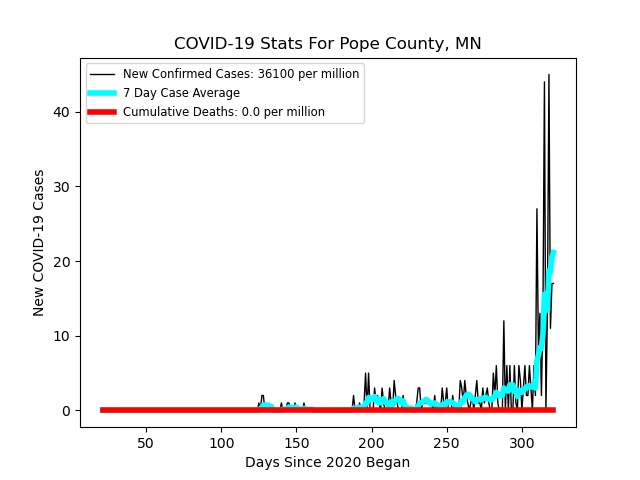 COVID-19 Stats For Pope County, MN
New Confirmed Cases: 36100 per million
7 Day Case Average
Cumulative Deaths: 0.0 per million
New COVID-19 Cases
40
30
20
10
0
50 100 150 200 250 300
Days Since 2020 Began